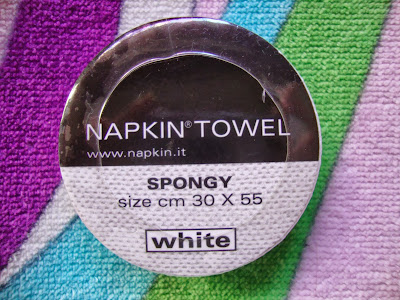 NAPKIN® TOWEL
www.napkin.it
SPONGY
size cm 30 X 55
white